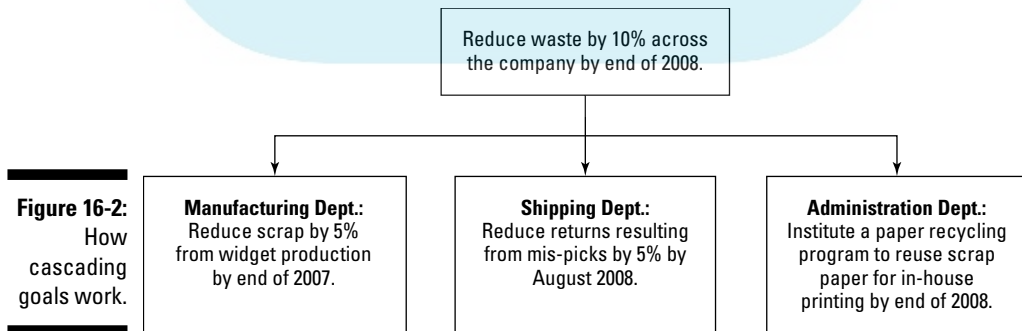 Reduce waste by 10% across
the company by end of 2008.
Figure 16-2:
How
cascading
goals work.
Manufacturing Dept.:
Reduce scrap by 5%
from widget production
by end of 2007.
Shipping Dept.:
Reduce returns resulting
from mis-picks by 5% by
August 2008.
Administration Dept.:
Institute a paper recycling
program to reuse scrap
paper for in-house
printing by end of 2008.